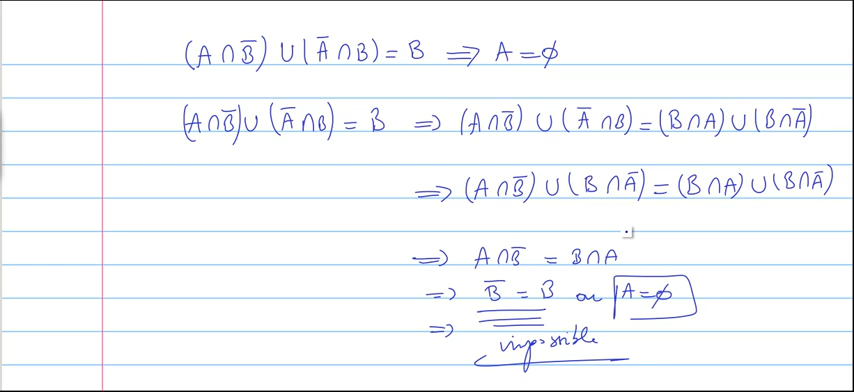 (A∩B̅) ∪ (A̅∩B) = B ⟹ A = ϕ
(A∩B̅) ∪ (A̅∩B) = B ⟹ (A∩B̅) ∪ (A̅∩B) = (B∩A) ∪ (B∩A̅)
⟹ (A∩B̅) ∪ (B∩A̅) = (B∩A) ∪ (B∩A̅)
⟹ A∩B̅ = B∩A
⟹ B̅ = B or A = ϕ
⟹ impossible